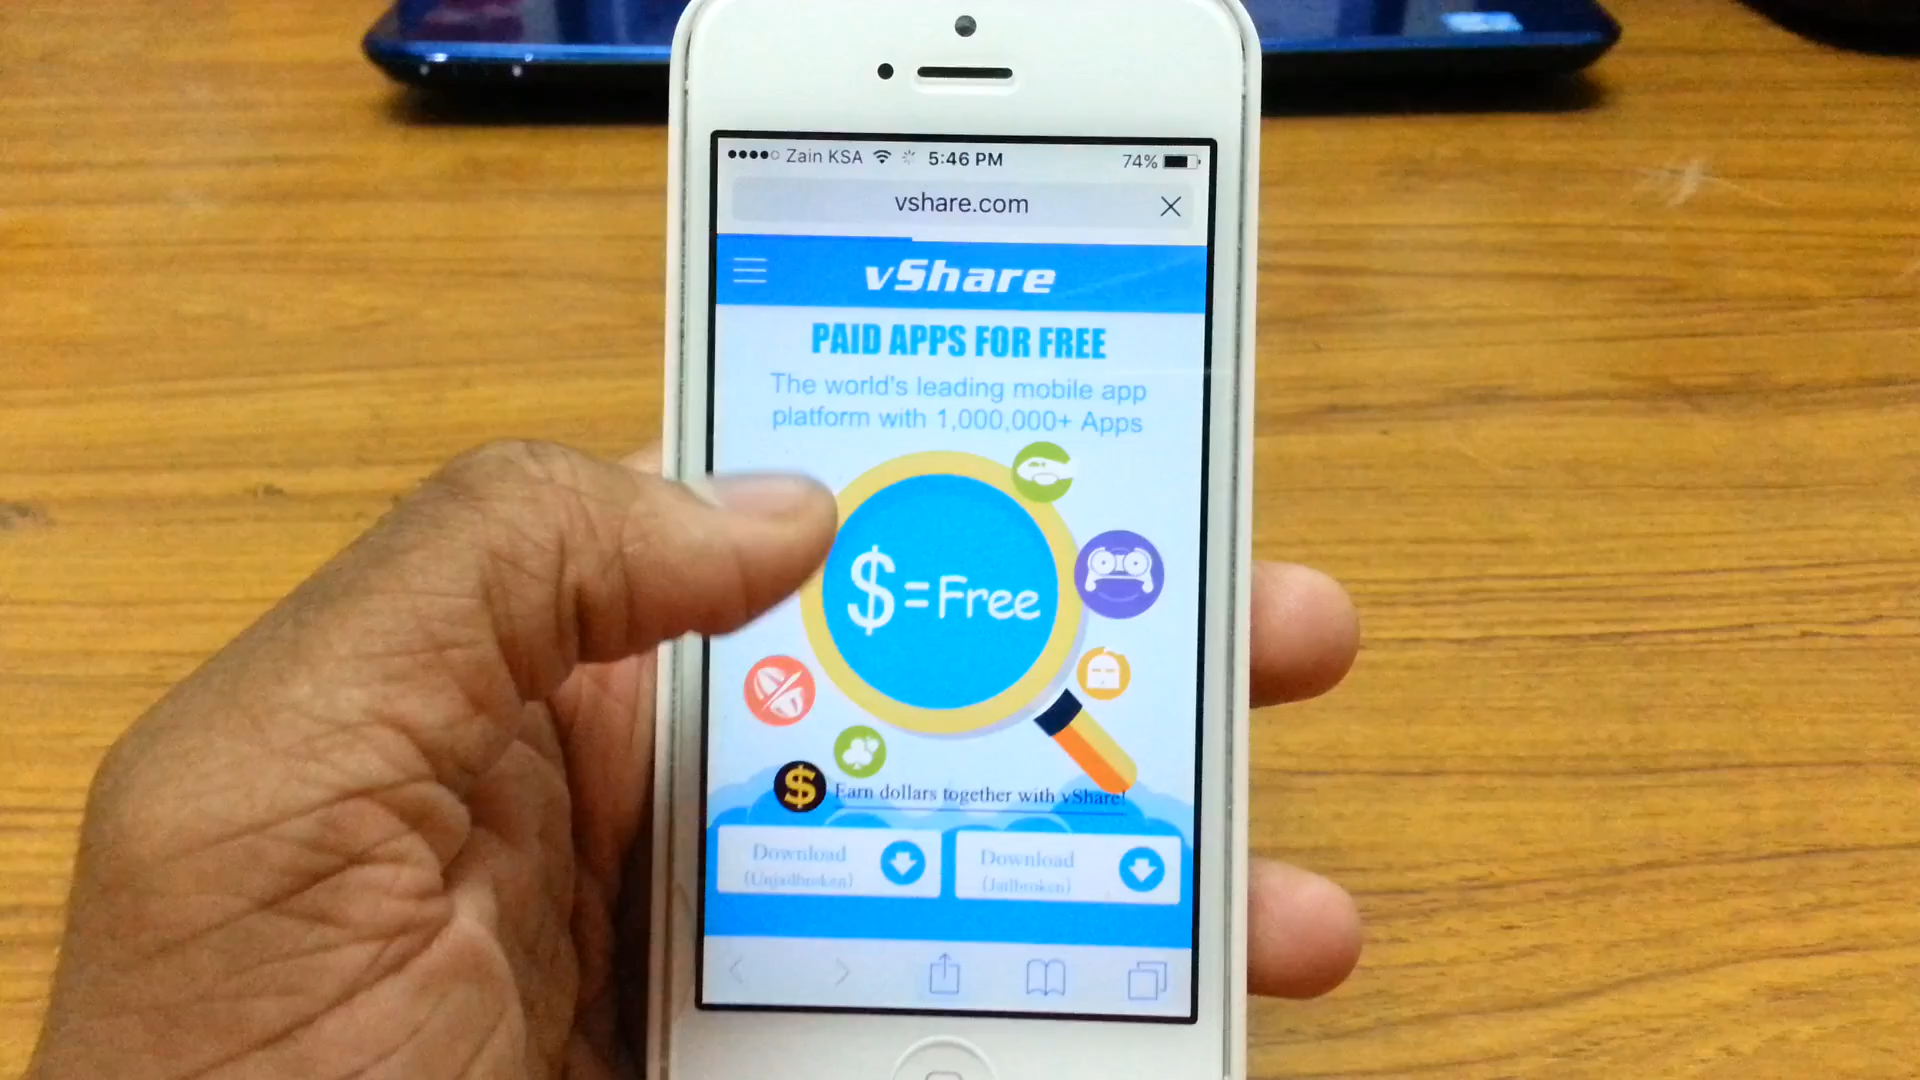 Zain KSA 5:46 PM 74%
vshare.com
vShare
PAID APPS FOR FREE
The world's leading mobile app
platform with 1,000,000+ Apps
$=Free
$ Earn dollars together with vShare!
Download Download
(Unjailbroken) (Jailbroken)